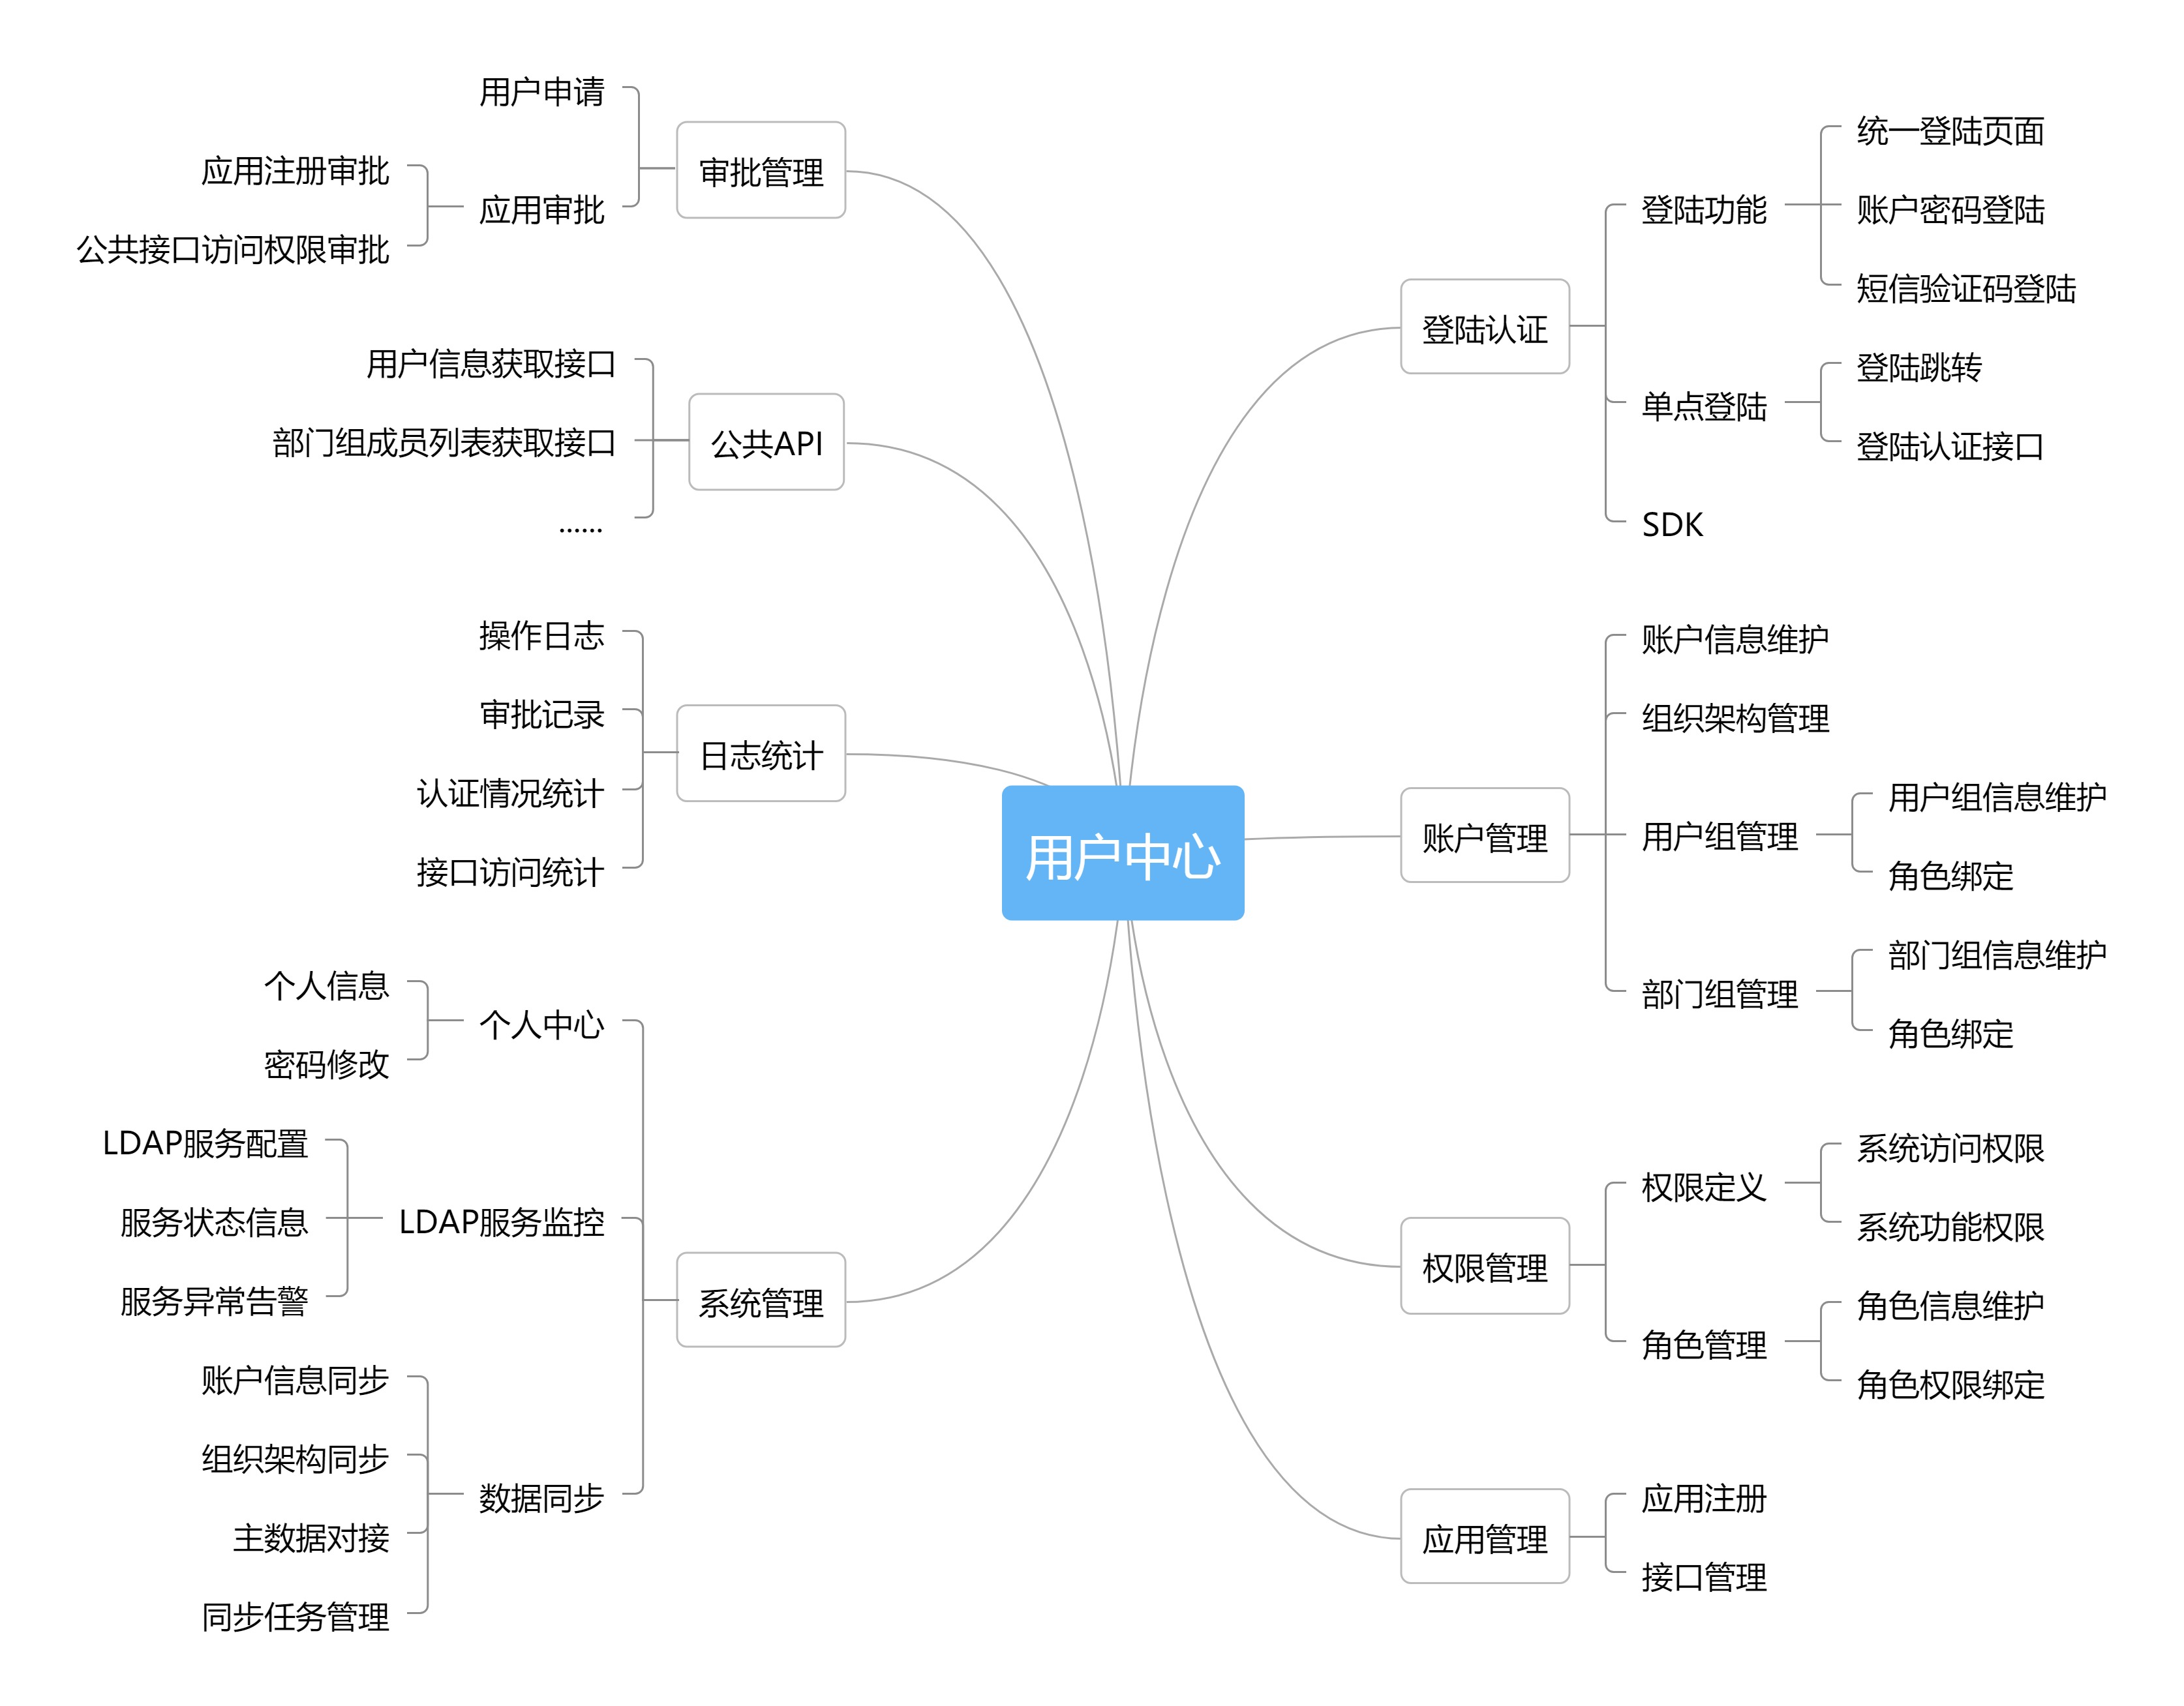 用户中心
登陆认证
登陆功能
统一登陆页面
账户密码登陆
短信验证码登陆
单点登陆
登陆跳转
登陆认证接口
SDK
账户管理
账户信息维护
组织架构管理
用户组管理
用户组信息维护
角色绑定
部门组管理
部门组信息维护
角色绑定
权限管理
权限定义
系统访问权限
系统功能权限
角色管理
角色信息维护
角色权限绑定
应用管理
应用注册
接口管理
审批管理
用户申请
应用审批
应用注册审批
公共接口访问权限审批
公共API
用户信息获取接口
部门组成员列表获取接口
......
日志统计
操作日志
审批记录
认证情况统计
接口访问统计
系统管理
个人中心
个人信息
密码修改
LDAP服务监控
LDAP服务配置
服务状态信息
服务异常告警
数据同步
账户信息同步
组织架构同步
主数据对接
同步任务管理